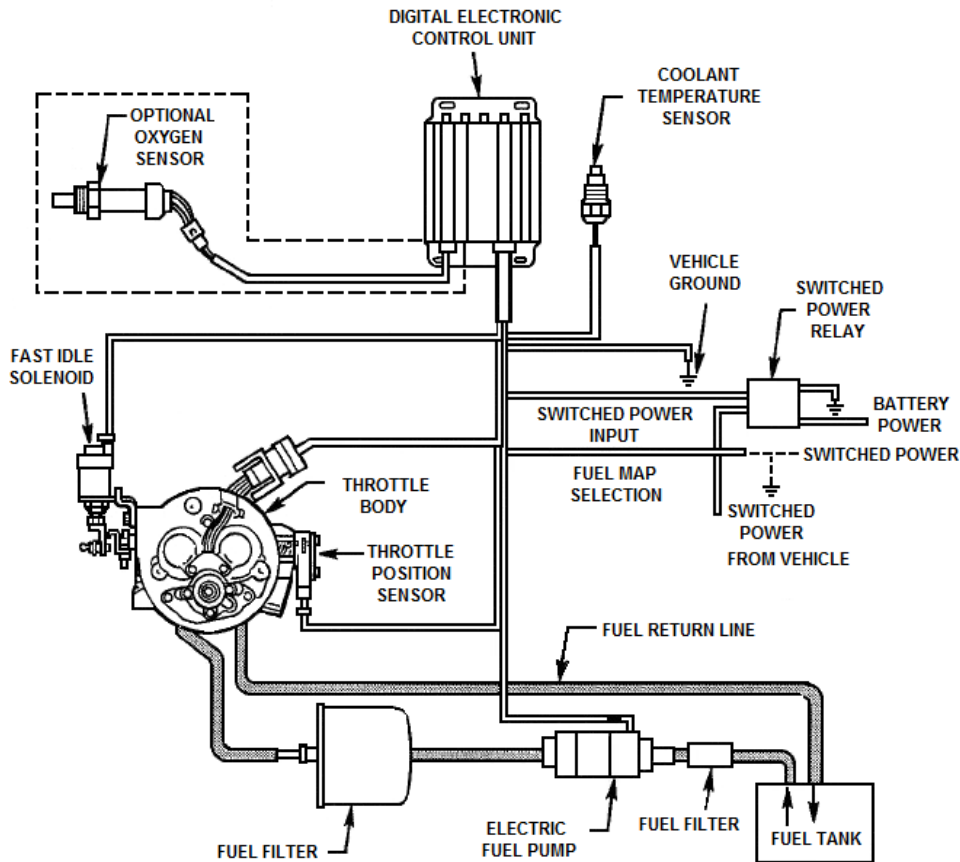 DIGITAL ELECTRONIC
CONTROL UNIT
COOLANT
TEMPERATURE
SENSOR
OPTIONAL
OXYGEN
SENSOR
VEHICLE
GROUND
SWITCHED
POWER
RELAY
FAST IDLE
SOLENOID
BATTERY
POWER
SWITCHED POWER
INPUT
SWITCHED POWER
FUEL MAP
SELECTION
THROTTLE
BODY
SWITCHED
POWER
FROM VEHICLE
THROTTLE
POSITION
SENSOR
FUEL RETURN LINE
FUEL FILTER
ELECTRIC
FUEL PUMP
FUEL FILTER
FUEL TANK